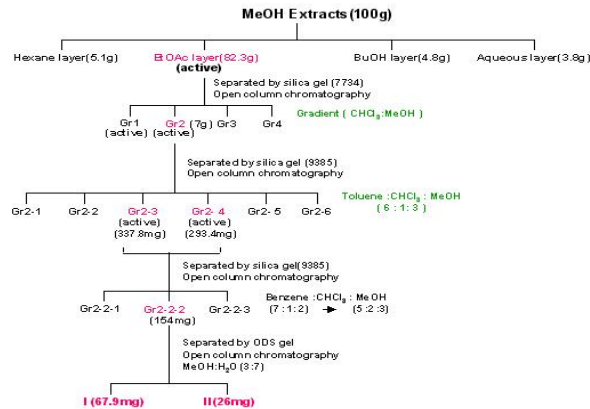 MeOH Extracts (100g)
Hexane layer(5.1g) EtOAc layer(82.3g) BuOH layer(4.8g) Aqueous layer(3.8g)
(active)
Separated by silica gel (7734)
Open column chromatography
Gr1 Gr2 (7g) Gr3 Gr4 Gradient ( CHCl₃:MeOH )
(active) (active)
Separated by silica gel (9385)
Open column chromatography
Gr2-1 Gr2-2 Gr2-3 Gr2- 4 Gr2- 5 Gr2-6 Toluene :CHCl₃ : MeOH
(active) (active) ( 6 : 1 : 3 )
(337.8mg) (293.4mg)
Separated by silica gel(9385)
Open column chromatography
Gr2-2-1 Gr2-2-2 Gr2-2-3 Benzene :CHCl₃ : MeOH
(154mg) (7 : 1 : 2) (5 :2 :3)
Separated by ODS gel
Open column chromatography
MeOH:H₂O (3:7)
I (67.9mg) II(26mg)